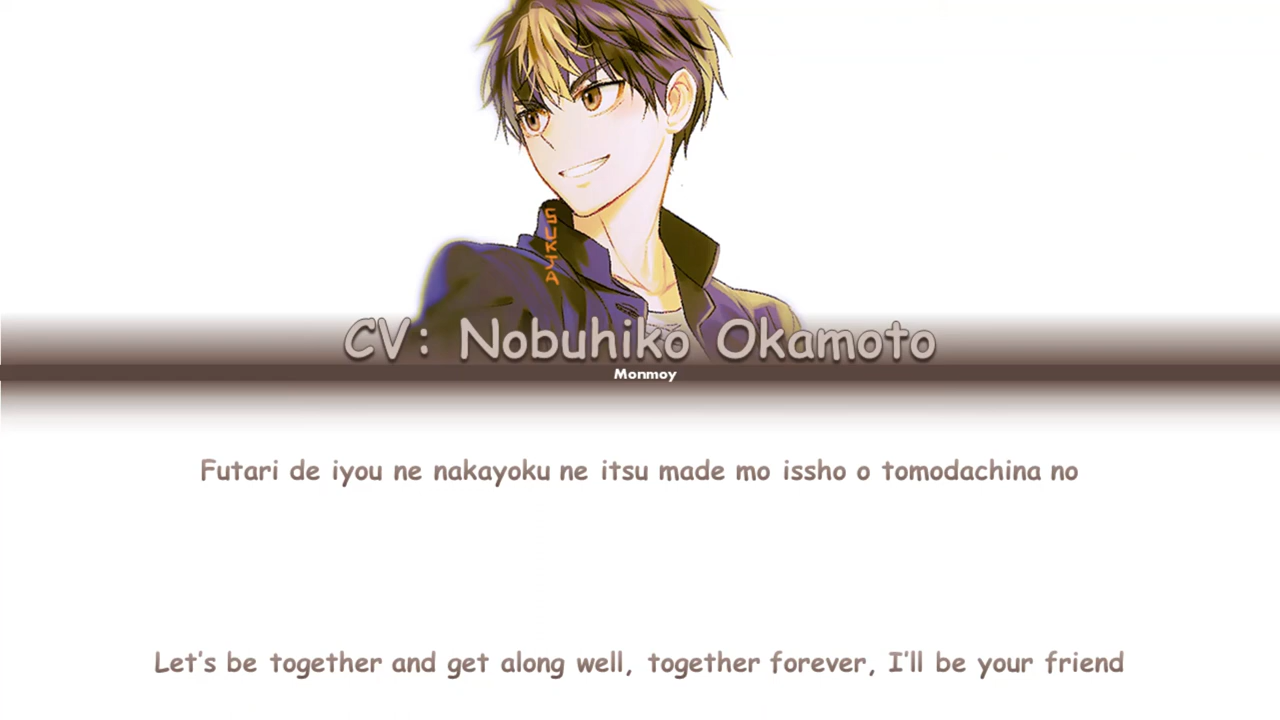 SURYA
CV: Nobuhiko Okamoto
Monmoy
Futari de iyou ne nakayoku ne itsu made mo issho o tomodachina no
Let's be together and get along well, together forever, I'll be your friend